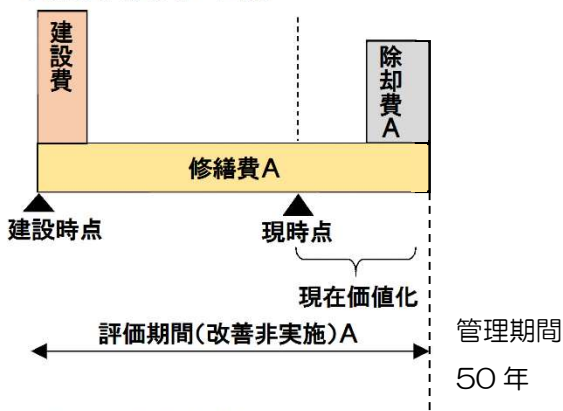 建設費
除却費A
修繕費A
建設時点
現時点
現在価値化
評価期間(改善非実施)A
管理期間
50年